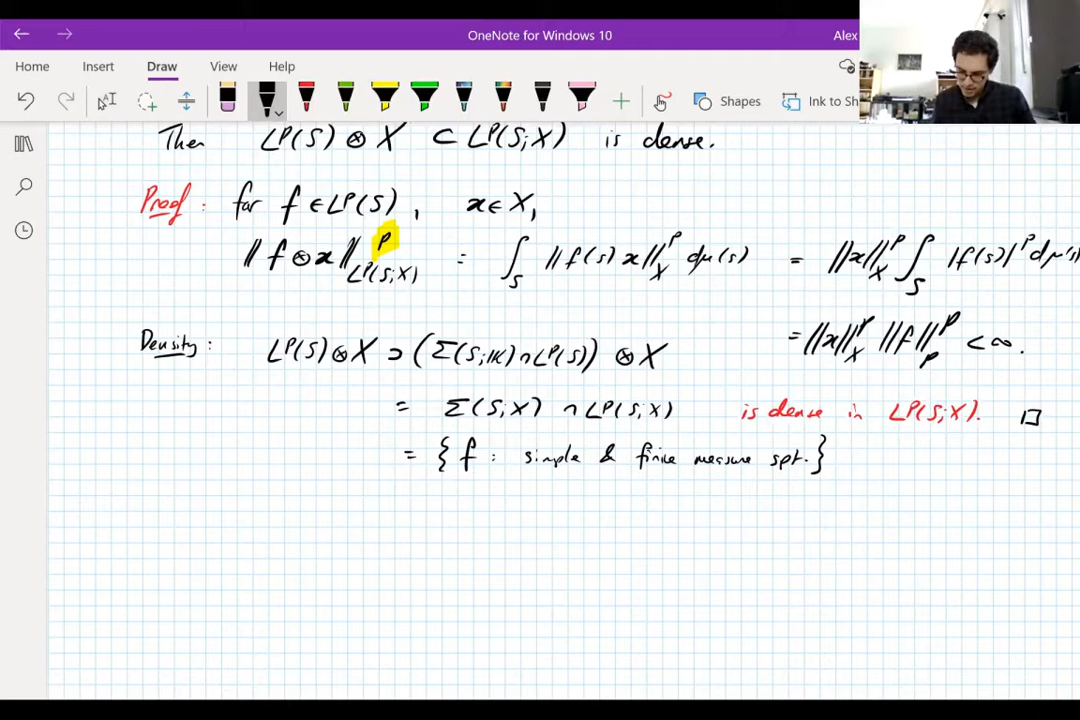 OneNote for Windows 10
Alex
Home Insert Draw View Help
Shapes Ink to Sh
Then L^p(S) ⊗ X ⊂ L^p(S;X) is dense.
Proof: for f ∈ L^p(S), x ∈ X,
‖f ⊗ x‖^p_{L^p(S;X)} = ∫_S ‖f(s)x‖^p_X dμ(s) = ‖x‖^p_X ∫_S |f(s)|^p dμ(s)
= ‖x‖^p_X ‖f‖^p_p < ∞.
Density: L^p(S) ⊗ X ⊃ (Σ(S;K) ∩ L^p(S)) ⊗ X
= Σ(S;X) ∩ L^p(S;X) is dense in L^p(S;X). □
= {f : simple & finite measure spt.}